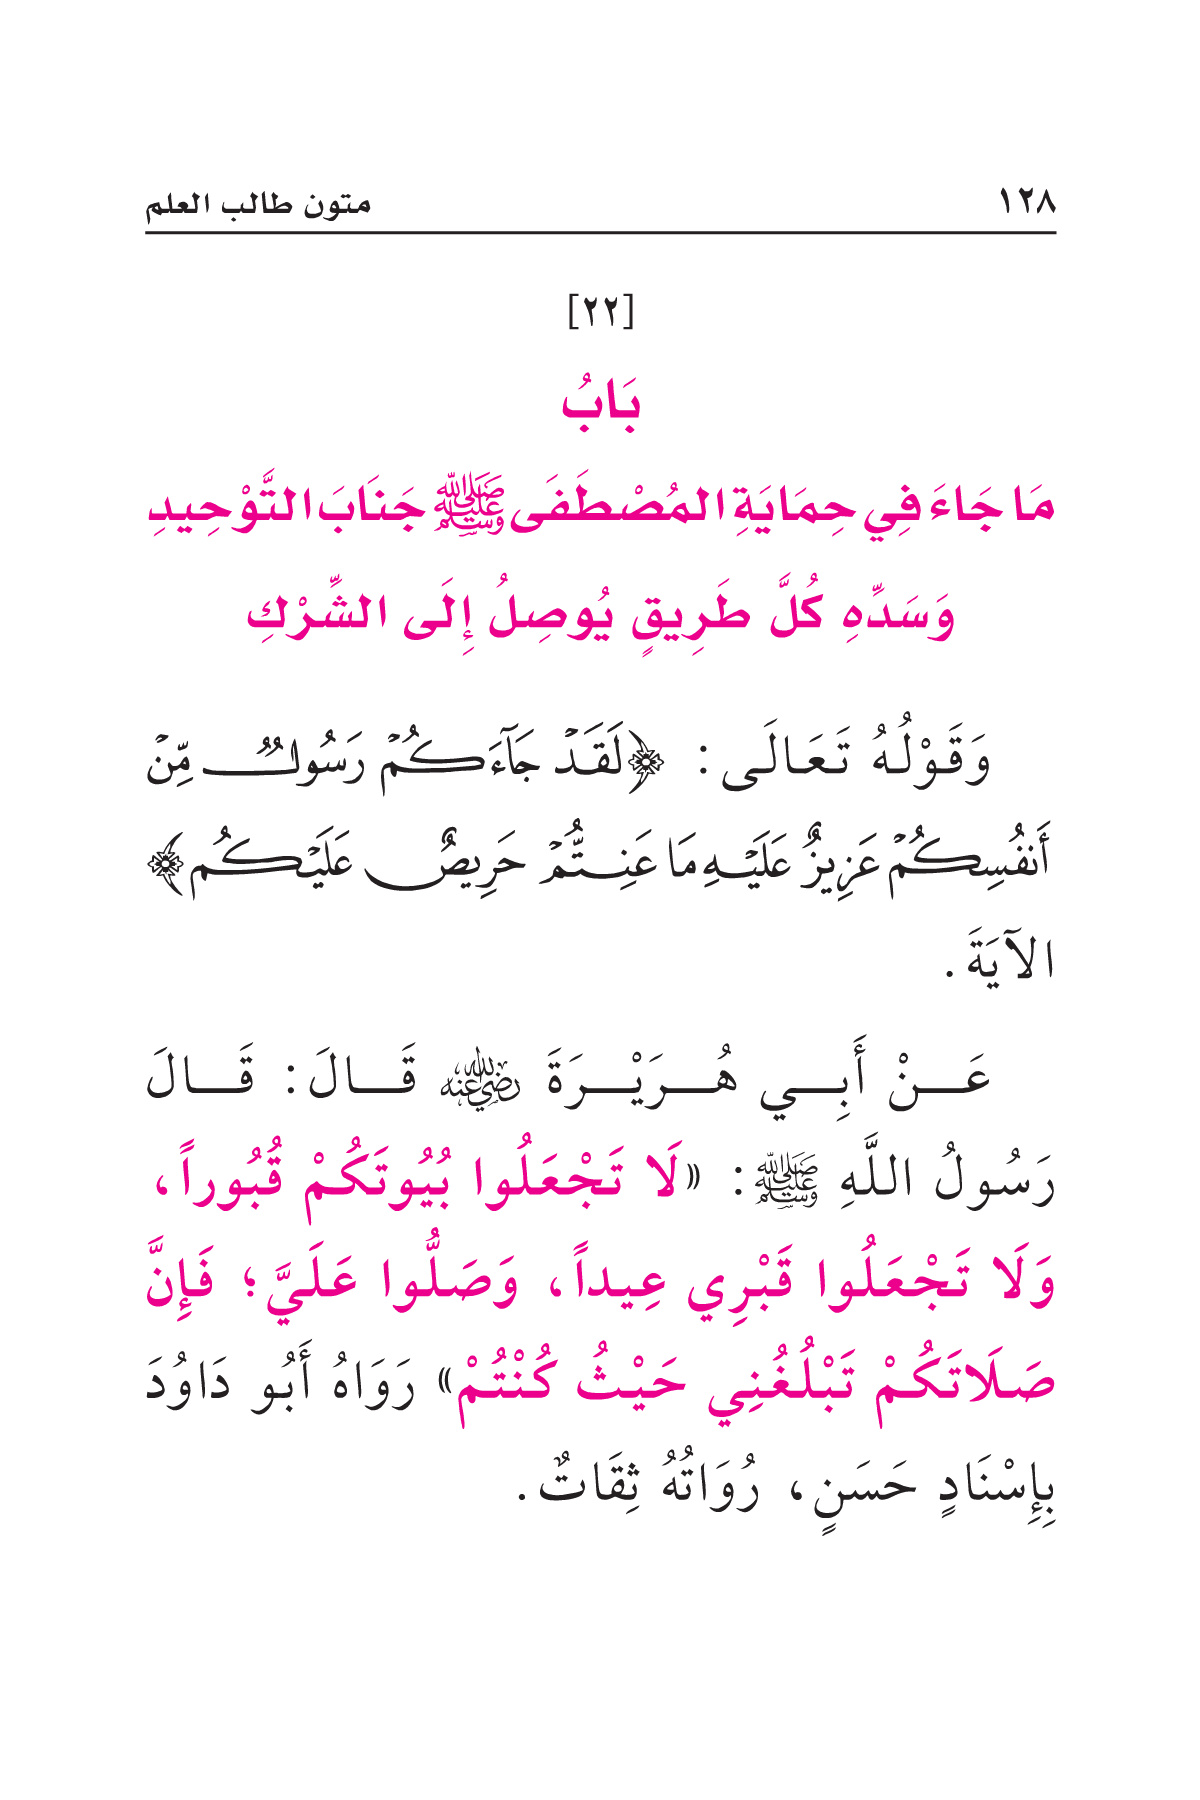 ١٢٨ متون طالب العلم
[٢٢]
بَابُ
مَا جَاءَ فِي حِمَايَةِ المُصْطَفَى ﷺ جَنَابَ التَّوْحِيدِ
وَسَدِّهِ كُلَّ طَرِيقٍ يُوصِلُ إِلَى الشِّرْكِ
وَقَوْلُهُ تَعَالَى: ﴿لَقَدْ جَآءَكُمْ رَسُولٌ مِّنْ
أَنفُسِكُمْ عَزِيزٌ عَلَيْهِ مَا عَنِتُّمْ حَرِيصٌ عَلَيْكُم﴾
الآيَةَ.
عَنْ أَبِي هُرَيْرَةَ رضي الله عنه قَالَ: قَالَ
رَسُولُ اللَّهِ ﷺ: «لَا تَجْعَلُوا بُيُوتَكُمْ قُبُوراً،
وَلَا تَجْعَلُوا قَبْرِي عِيداً، وَصَلُّوا عَلَيَّ؛ فَإِنَّ
صَلَاتَكُمْ تَبْلُغُنِي حَيْثُ كُنْتُمْ» رَوَاهُ أَبُو دَاوُدَ
بِإِسْنَادٍ حَسَنٍ، رُوَاتُهُ ثِقَاتٌ.